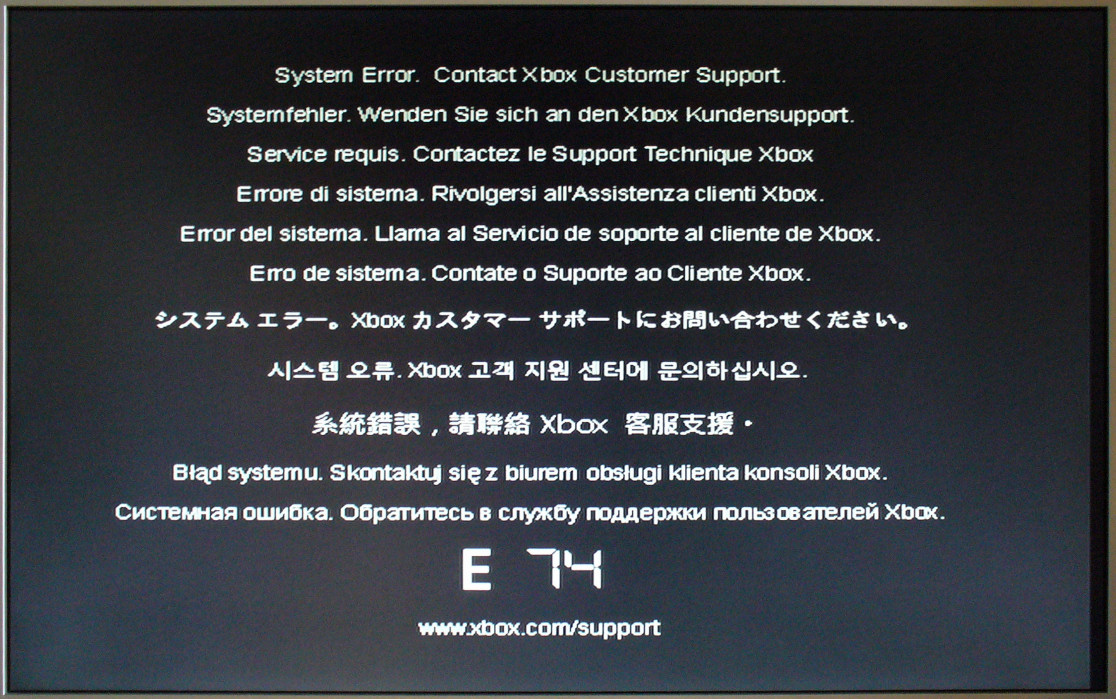 System Error. Contact Xbox Customer Support.
Systemfehler. Wenden Sie sich an den Xbox Kundensupport.
Service requis. Contactez le Support Technique Xbox
Errore di sistema. Rivolgersi all'Assistenza clienti Xbox.
Error del sistema. Llama al Servicio de soporte al cliente de Xbox.
Erro de sistema. Contate o Suporte ao Cliente Xbox.
システム エラー。Xbox カスタマー サポートにお問い合わせください。
시스템 오류. Xbox 고객 지원 센터에 문의하십시오.
系統錯誤，請聯絡 Xbox 客服支援。
Błąd systemu. Skontaktuj się z biurem obsługi klienta konsoli Xbox.
Системная ошибка. Обратитесь в службу поддержки пользователей Xbox.
E 74
www.xbox.com/support